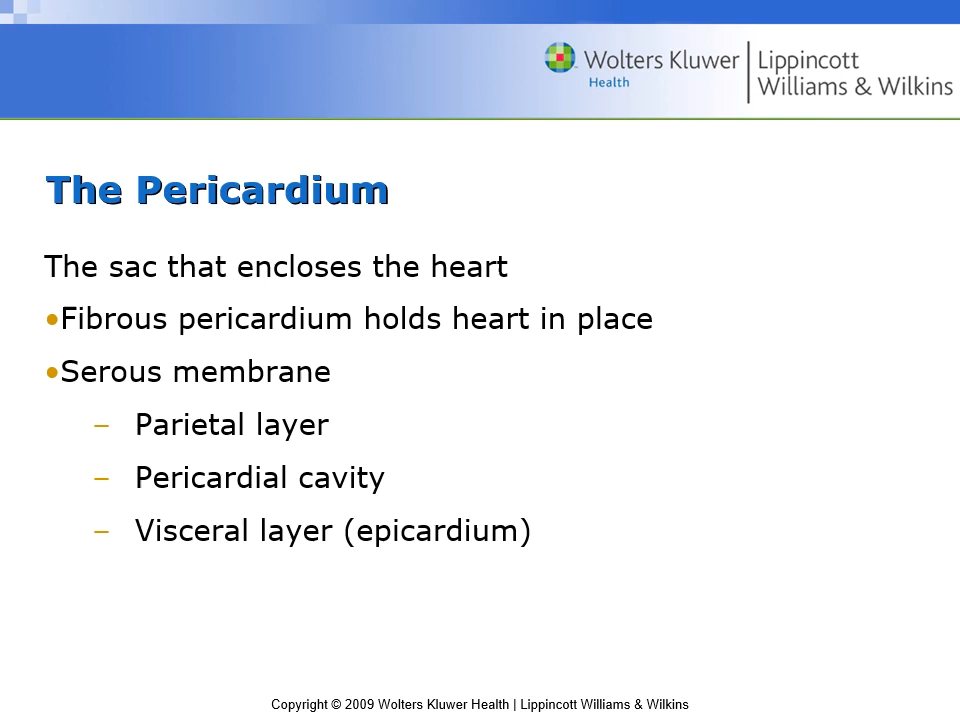 Wolters Kluwer
Health
Lippincott
Williams & Wilkins
The Pericardium
The sac that encloses the heart
•Fibrous pericardium holds heart in place
•Serous membrane
– Parietal layer
– Pericardial cavity
– Visceral layer (epicardium)
Copyright © 2009 Wolters Kluwer Health | Lippincott Williams & Wilkins